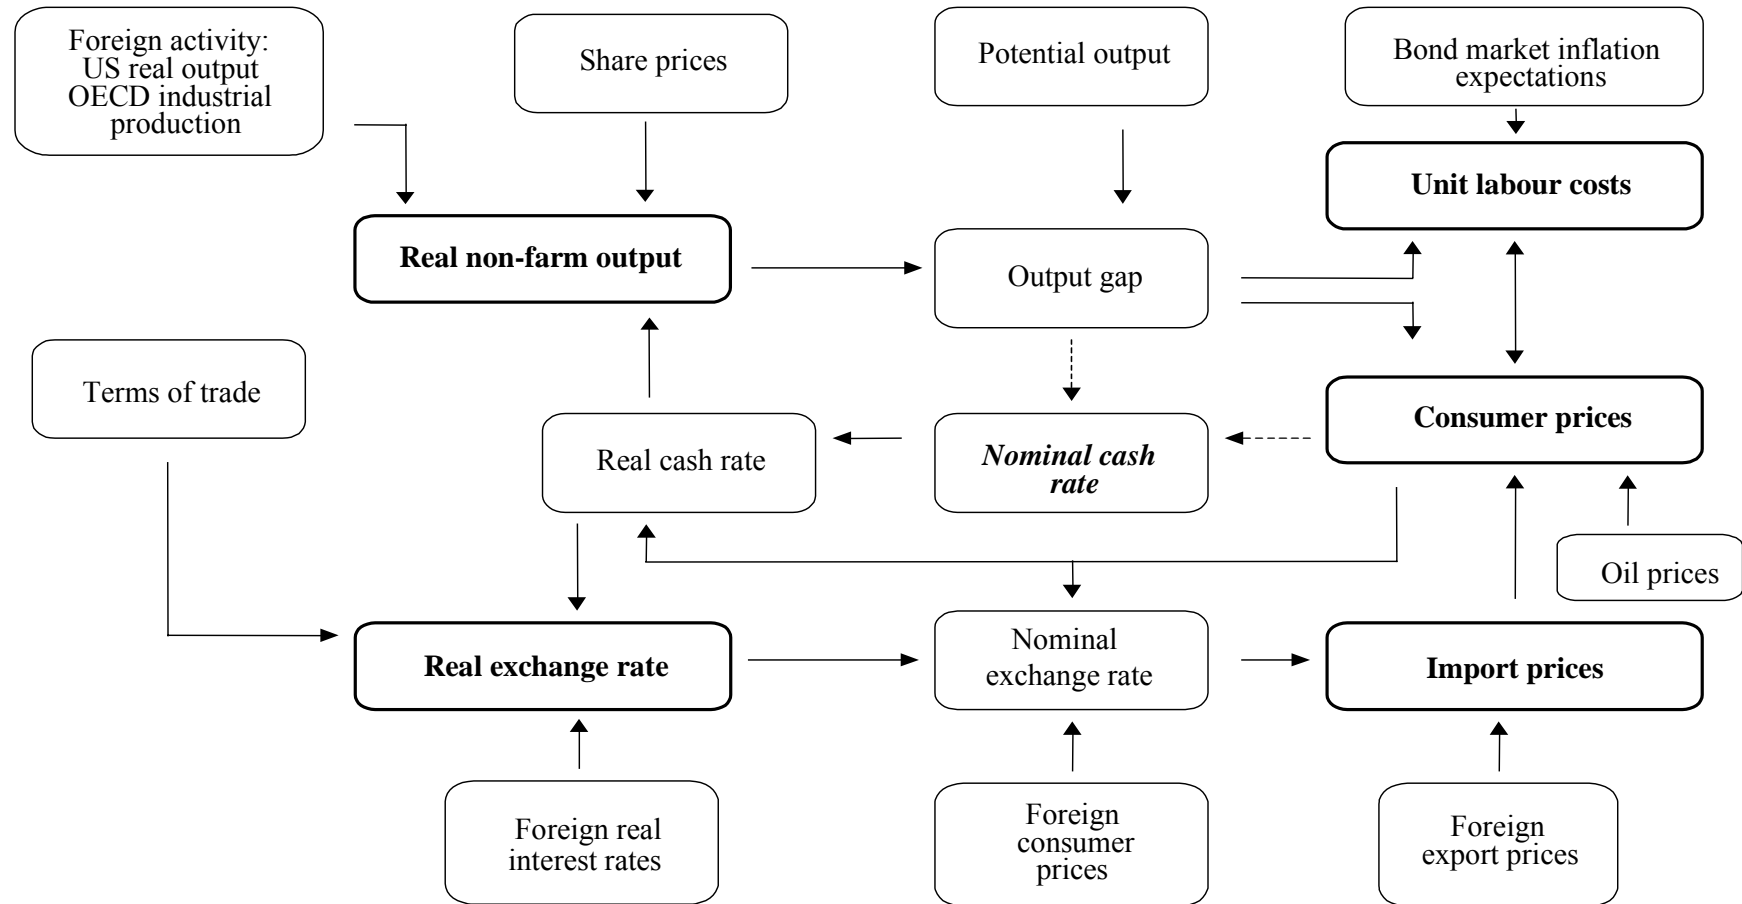 Foreign activity:
US real output
OECD industrial
production
Share prices
Potential output
Bond market inflation
expectations
Unit labour costs
Real non-farm output
Output gap
Terms of trade
Real cash rate
Nominal cash
rate
Consumer prices
Oil prices
Real exchange rate
Nominal
exchange rate
Import prices
Foreign real
interest rates
Foreign
consumer
prices
Foreign
export prices